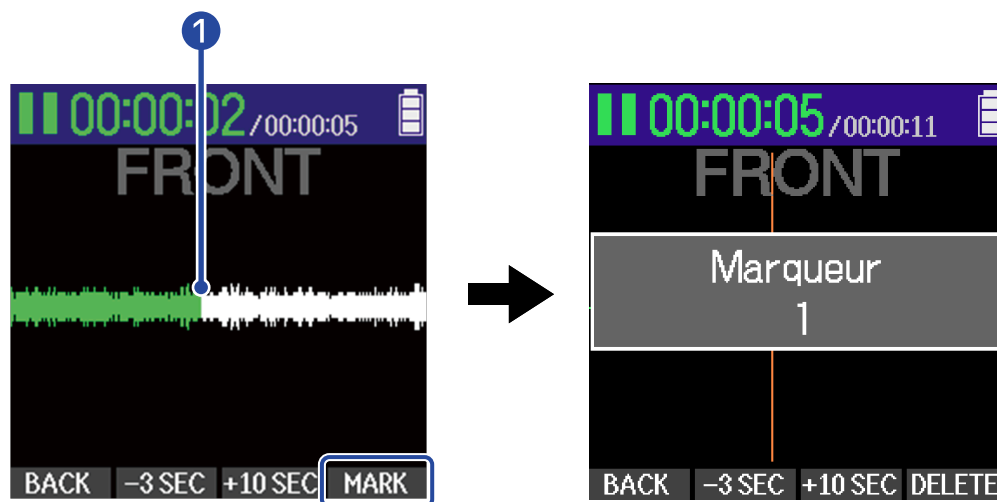 1
00:00:02/00:00:05
FRONT
BACK -3 SEC +10 SEC MARK
00:00:05/00:00:11
FRONT
Marqueur
1
BACK -3 SEC +10 SEC DELETE